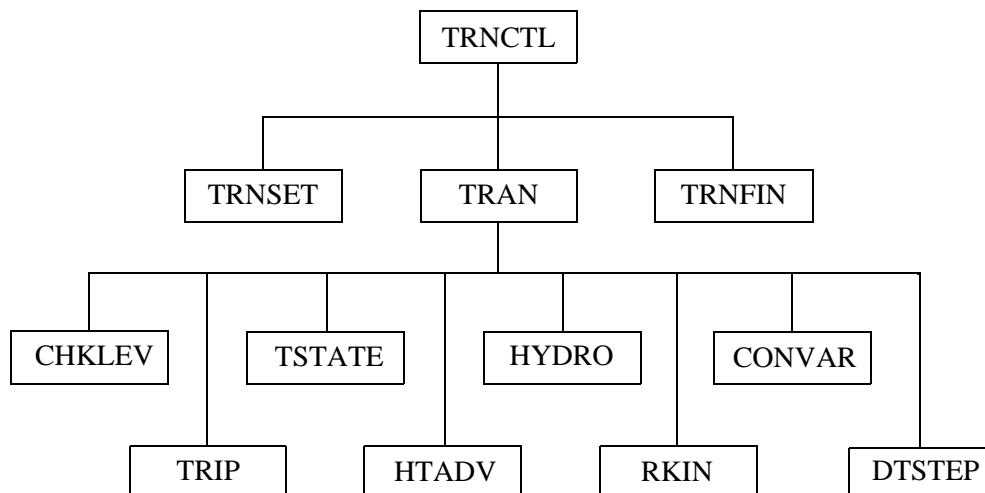 TRNCTL
TRNSET
TRAN
TRNFIN
CHKLEV
TSTATE
HYDRO
CONVAR
TRIP
HTADV
RKIN
DTSTEP